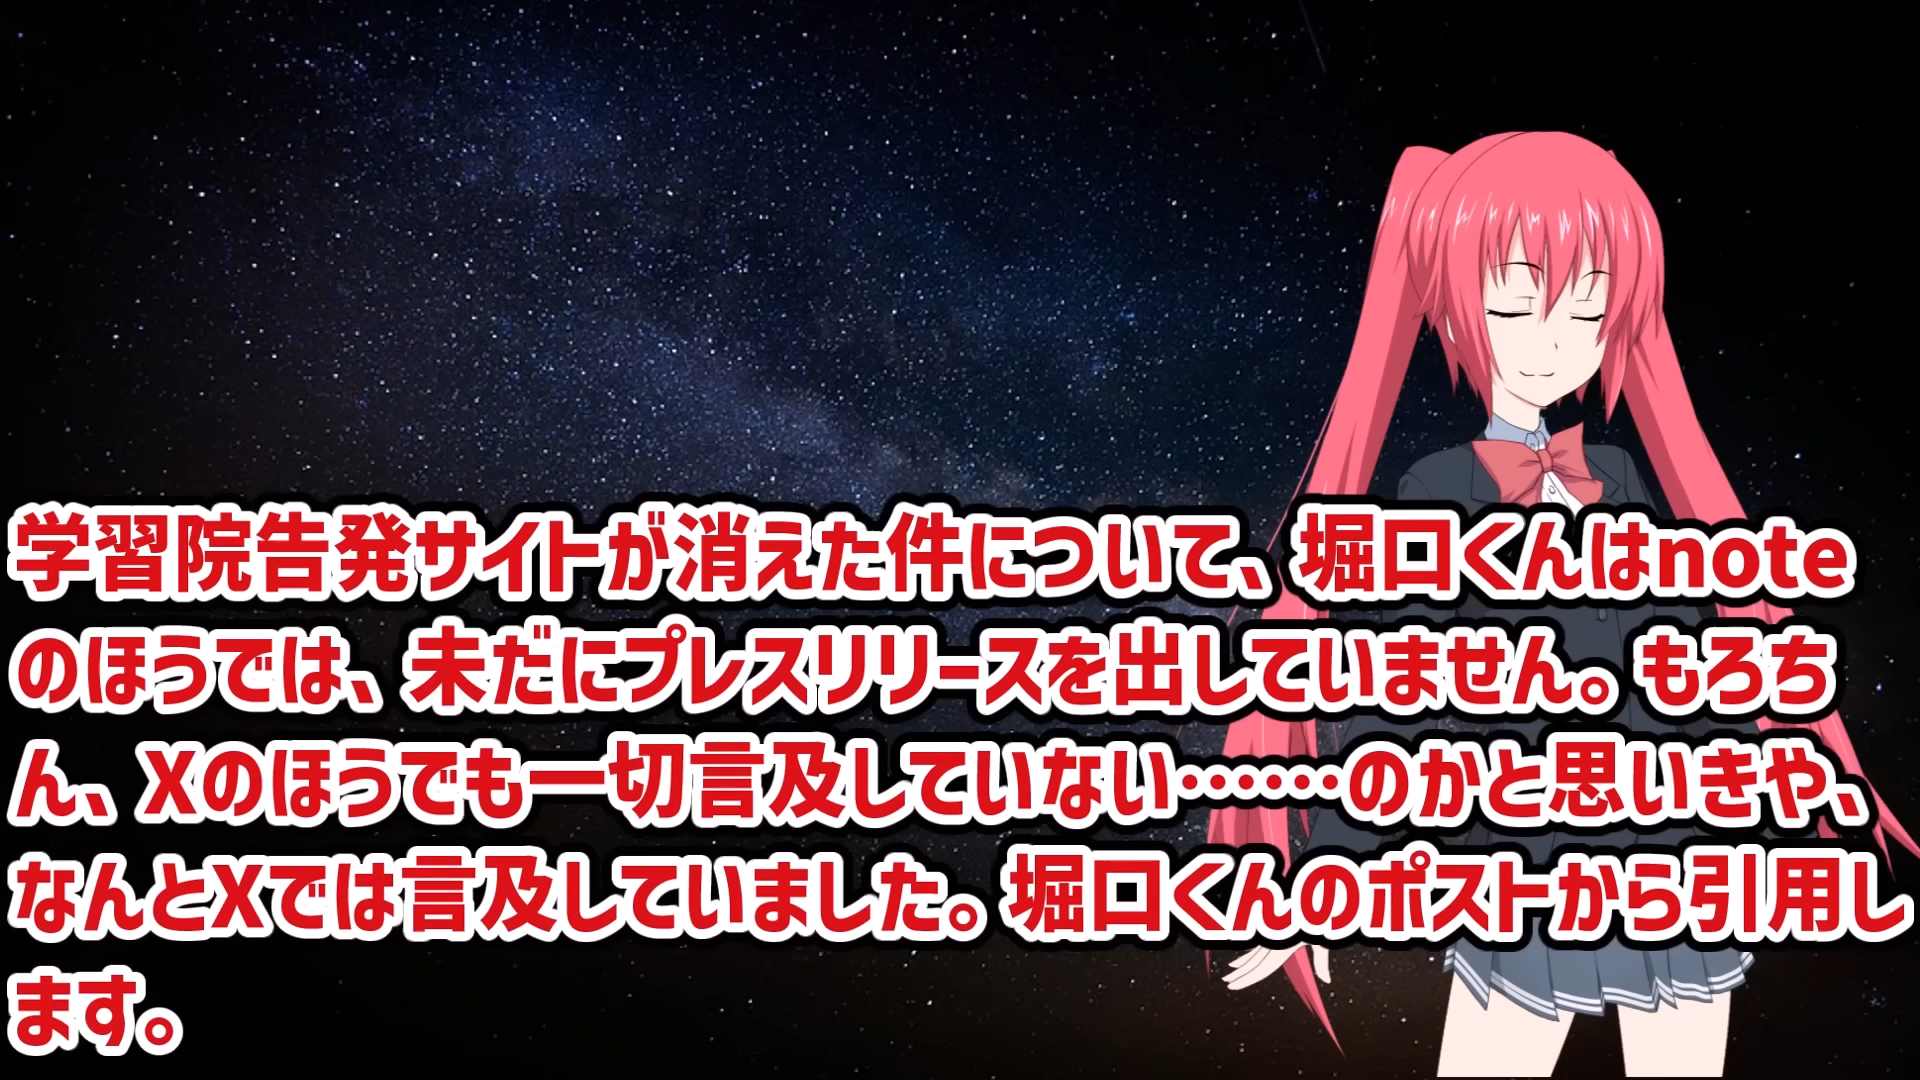 学習院告発サイトが消えた件について、堀口くんはnote
のほうでは、未だにプレスリリースを出していません。もろち
ん、Xのほうでも一切言及していない……のかと思いきや、
なんとXでは言及していました。堀口くんのポストから引用し
ます。